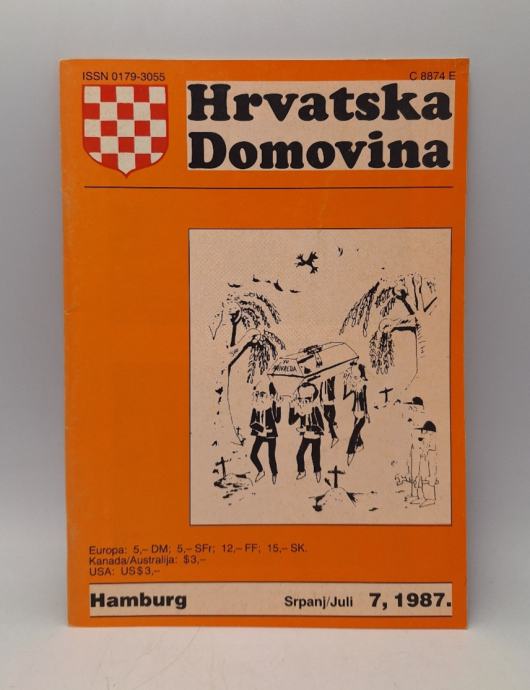 ISSN 0179-3055
C 8874 E
Hrvatska
Domovina
Europa: 5,– DM; 5,– SFr; 12,– FF; 15,– SK.
Kanada/Australija: $3,–
USA: US$3,–
Hamburg
Srpanj/Juli 7, 1987.